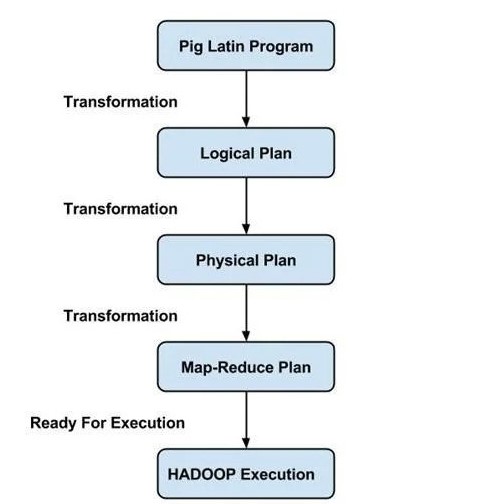 Pig Latin Program
Transformation
Logical Plan
Transformation
Physical Plan
Transformation
Map-Reduce Plan
Ready For Execution
HADOOP Execution